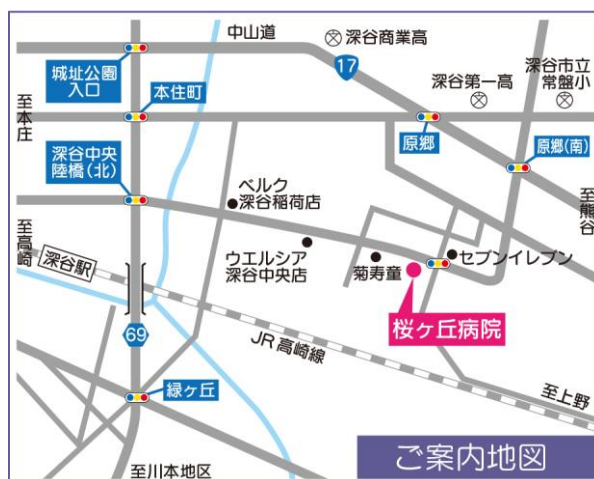 中山道
深谷商業高
17
城址公園
入口
深谷第一高
深谷市立
常盤小
至本庄
本住町
原郷
原郷(南)
深谷中央
陸橋(北)
ベルク
深谷稲荷店
至熊谷
至高崎
ウエルシア
深谷中央店
菊寿童
セブンイレブン
深谷駅
桜ヶ丘病院
69
JR高崎線
緑ヶ丘
至上野
至川本地区
ご案内地図